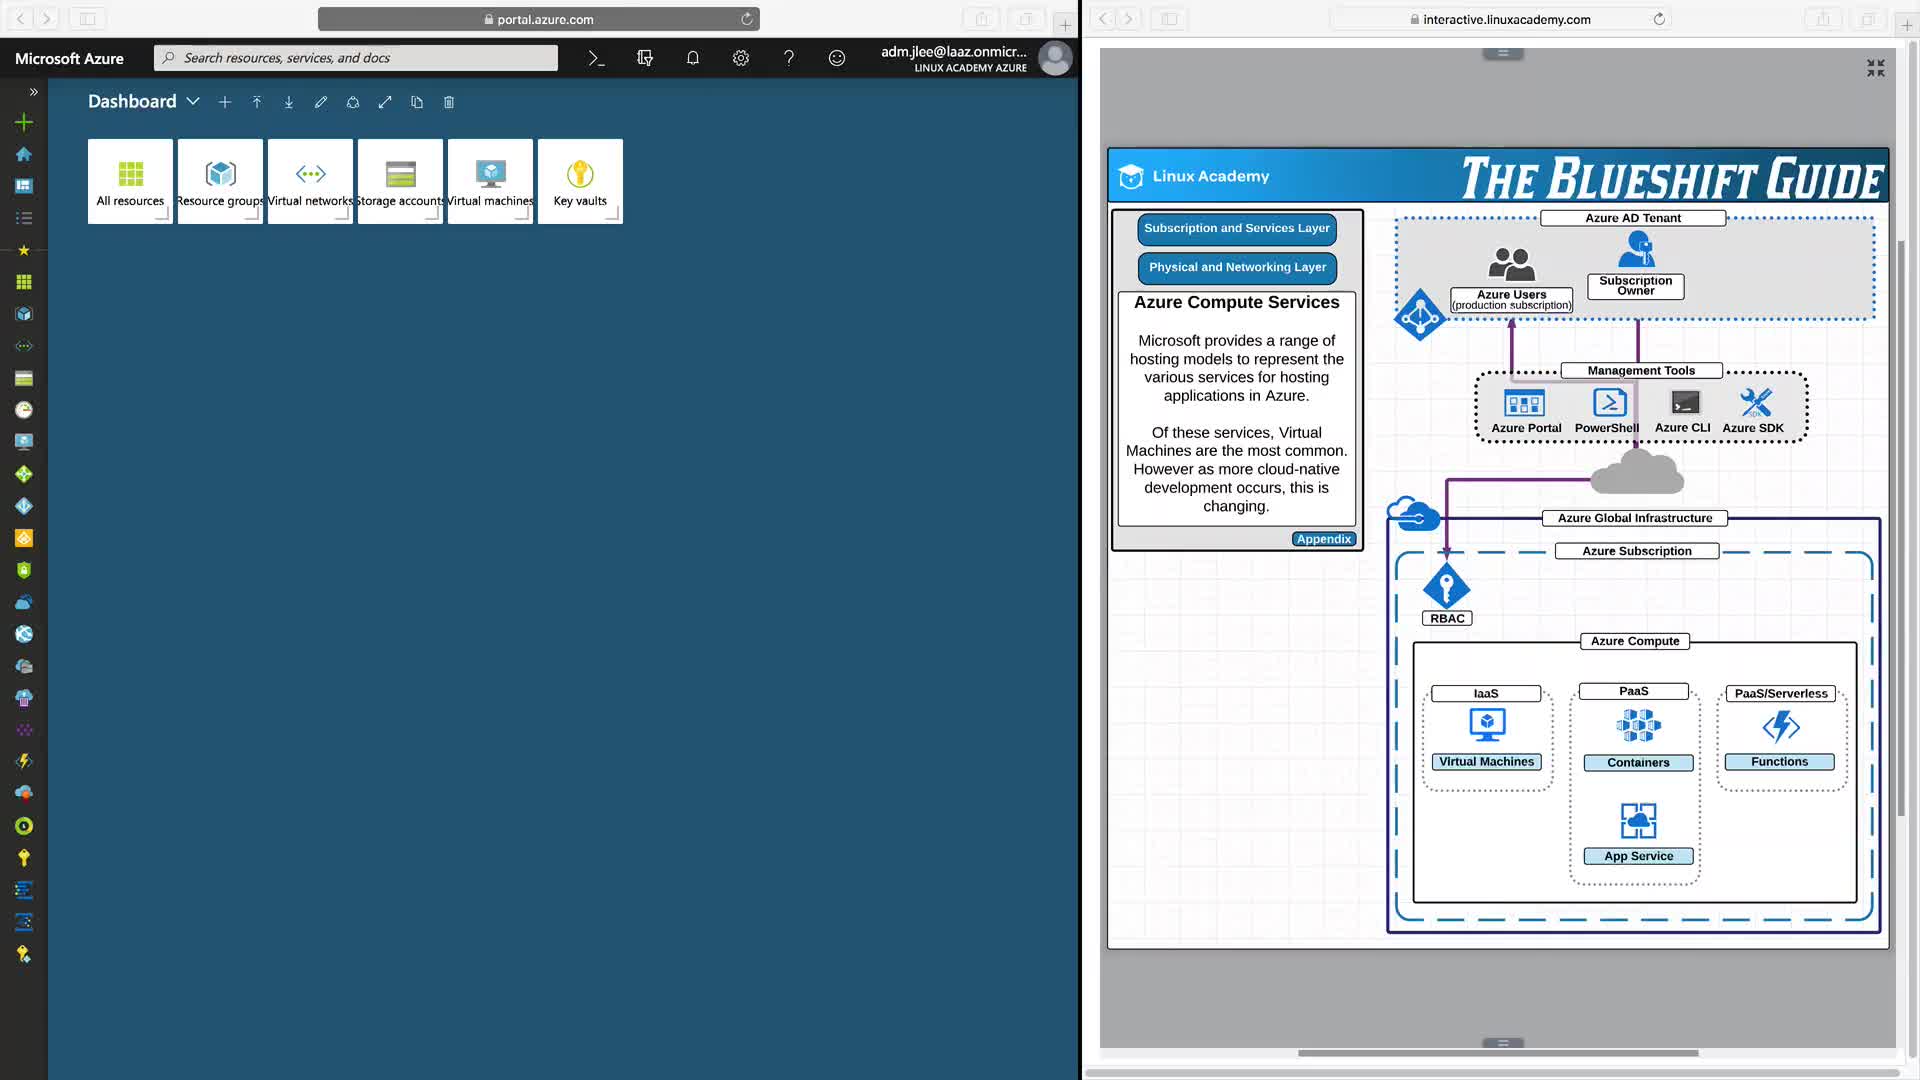 portal.azure.com
Microsoft Azure
Search resources, services, and docs
adm.jlee@laaz.onmicr...
LINUX ACADEMY AZURE
Dashboard
All resources
Resource groups
Virtual networks
Storage accounts
Virtual machines
Key vaults
interactive.linuxacademy.com
Linux Academy
THE BLUESHIFT GUIDE
Subscription and Services Layer
Physical and Networking Layer
Azure Compute Services
Microsoft provides a range of
hosting models to represent the
various services for hosting
applications in Azure.
Of these services, Virtual
Machines are the most common.
However as more cloud-native
development occurs, this is
changing.
Appendix
Azure AD Tenant
Azure Users
(production subscription)
Subscription
Owner
Management Tools
Azure Portal
PowerShell
Azure CLI
SDK
Azure SDK
Azure Global Infrastructure
Azure Subscription
RBAC
Azure Compute
IaaS
Virtual Machines
PaaS
Containers
App Service
PaaS/Serverless
Functions